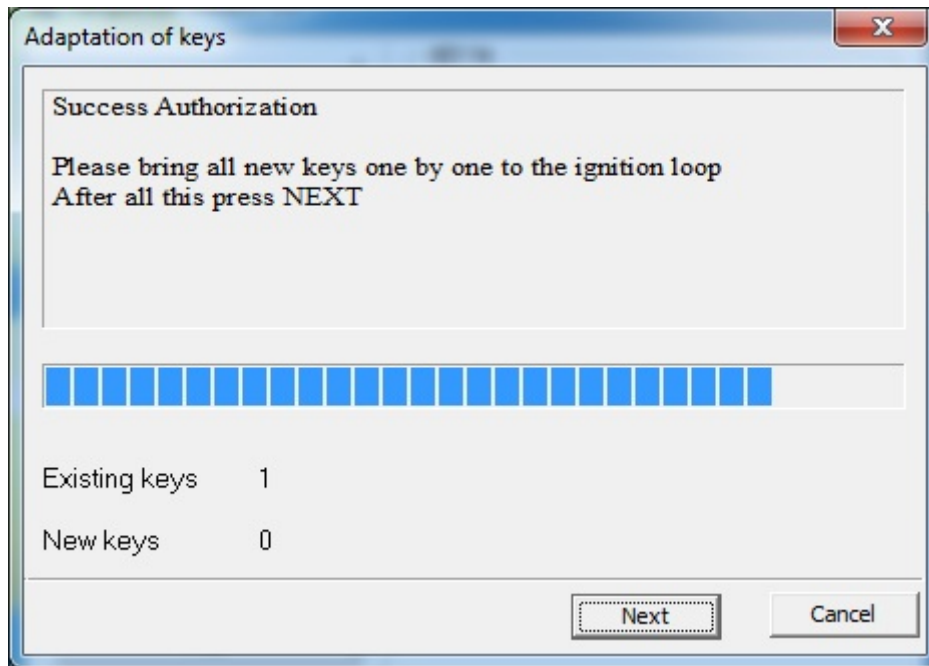 Adaptation of keys
Success Authorization
Please bring all new keys one by one to the ignition loop
After all this press NEXT
Existing keys 1
New keys 0
Next Cancel